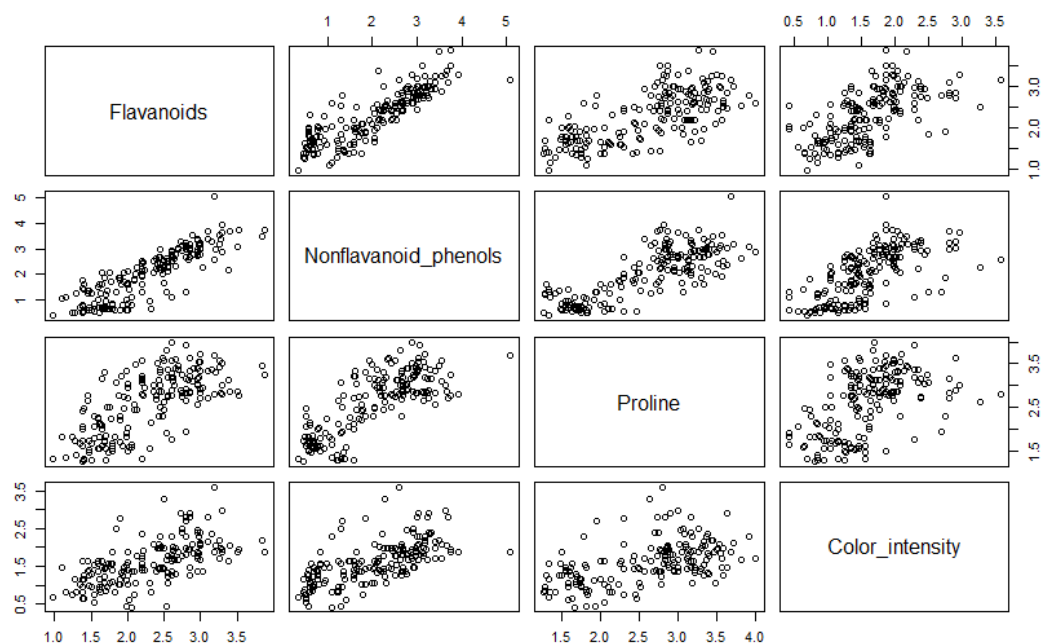 1 2 3 4 5
0.5 1.0 1.5 2.0 2.5 3.0 3.5
Flavanoids
1.0 2.0 3.0
1 2 3 4 5
Nonflavanoid_phenols
Proline
1.5 2.5 3.5
0.5 1.5 2.5 3.5
Color_intensity
1.0 1.5 2.0 2.5 3.0 3.5
1.5 2.0 2.5 3.0 3.5 4.0